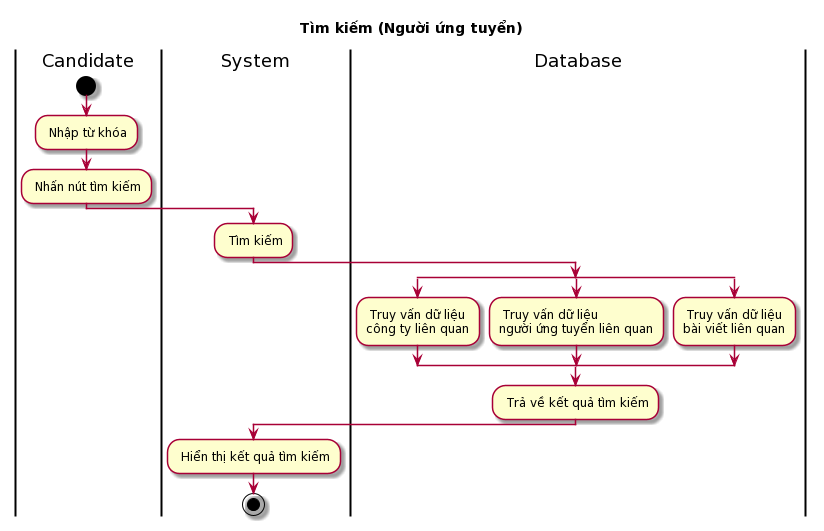 Tìm kiếm (Người ứng tuyển)
Candidate
System
Database
Nhập từ khóa
Nhấn nút tìm kiếm
Tìm kiếm
Truy vấn dữ liệu
công ty liên quan
Truy vấn dữ liệu
người ứng tuyển liên quan
Truy vấn dữ liệu
bài viết liên quan
Trả về kết quả tìm kiếm
Hiển thị kết quả tìm kiếm